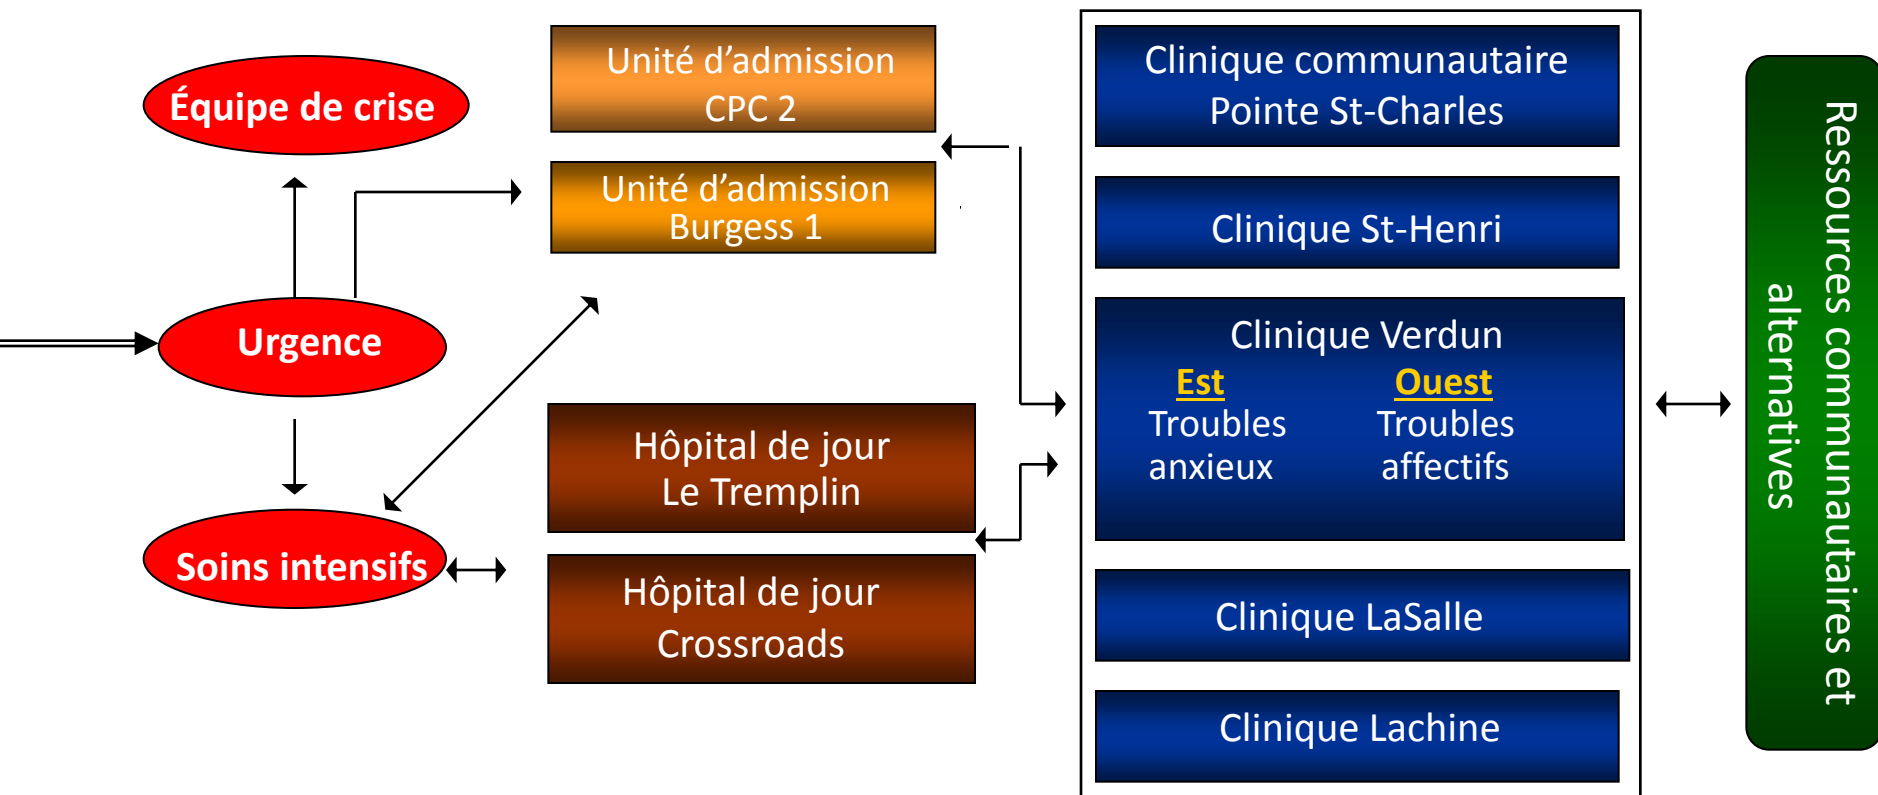 Équipe de crise
Urgence
Soins intensifs
Unité d’admission
CPC 2
Unité d’admission
Burgess 1
Hôpital de jour
Le Tremplin
Hôpital de jour
Crossroads
Clinique communautaire
Pointe St-Charles
Clinique St-Henri
Clinique Verdun
Est
Troubles
anxieux
Ouest
Troubles
affectifs
Clinique LaSalle
Clinique Lachine
Ressources communautaires et
alternatives